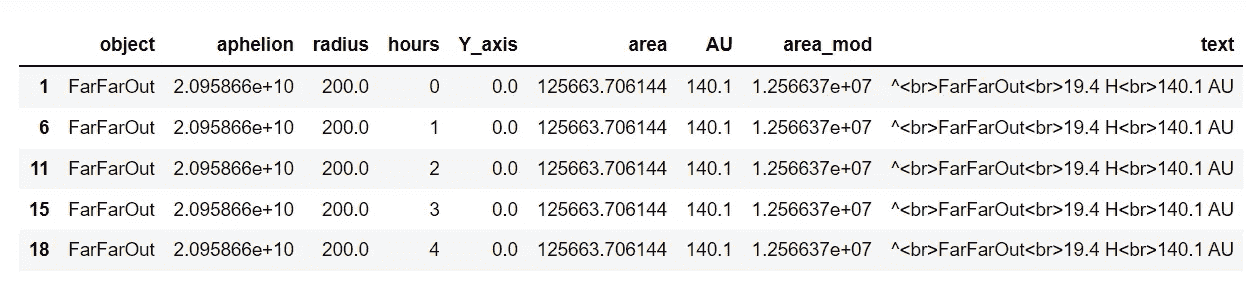 object aphelion radius hours Y_axis area AU area_mod text
1 FarFarOut 2.095866e+10 200.0 0 0.0 125663.706144 140.1 1.256637e+07 ^<br>FarFarOut<br>19.4 H<br>140.1 AU
6 FarFarOut 2.095866e+10 200.0 1 0.0 125663.706144 140.1 1.256637e+07 ^<br>FarFarOut<br>19.4 H<br>140.1 AU
11 FarFarOut 2.095866e+10 200.0 2 0.0 125663.706144 140.1 1.256637e+07 ^<br>FarFarOut<br>19.4 H<br>140.1 AU
15 FarFarOut 2.095866e+10 200.0 3 0.0 125663.706144 140.1 1.256637e+07 ^<br>FarFarOut<br>19.4 H<br>140.1 AU
18 FarFarOut 2.095866e+10 200.0 4 0.0 125663.706144 140.1 1.256637e+07 ^<br>FarFarOut<br>19.4 H<br>140.1 AU